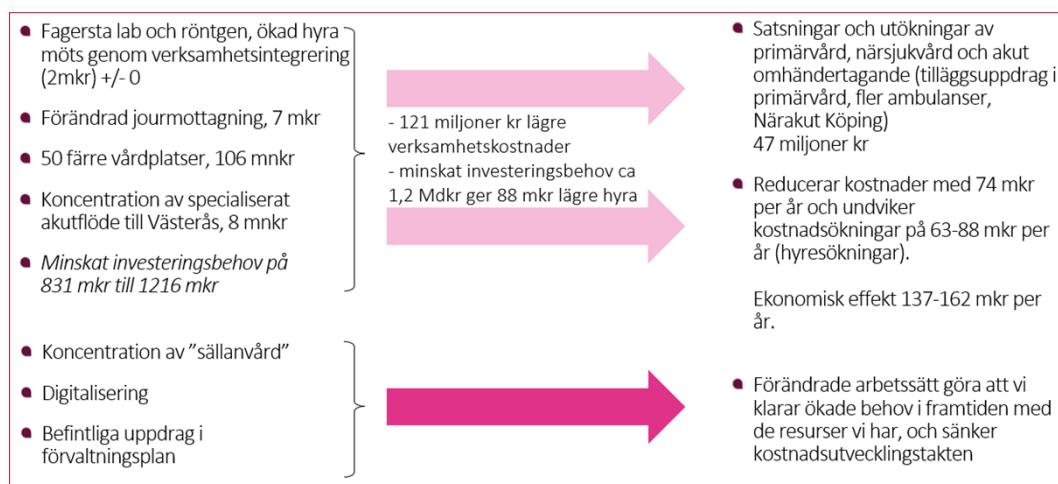 Fagersta lab och röntgen, ökad hyra
möts genom verksamhetsintegrering
(2mkr) +/- 0
Förändrad jourmottagning, 7 mkr
50 färre vårdplatser, 106 mnkr
Koncentration av specialiserat
akutflöde till Västerås, 8 mnkr
Minskat investeringsbehov på
831 mkr till 1216 mkr
Koncentration av ”sällanvård”
Digitalisering
Befintliga uppdrag i
förvaltningsplan
- 121 miljoner kr lägre
verksamhetskostnader
- minskat investeringsbehov ca
1,2 Mdkr ger 88 mkr lägre hyra
Satsningar och utökningar av
primärvård, närsjukvård och akut
omhändertagande (tilläggsuppdrag i
primärvård, fler ambulanser,
Närakut Köping)
47 miljoner kr
Reducerar kostnader med 74 mkr
per år och undviker
kostnadsökningar på 63-88 mkr per
år (hyresökningar).
Ekonomisk effekt 137-162 mkr per
år.
Förändrade arbetssätt göra att vi
klarar ökade behov i framtiden med
de resurser vi har, och sänker
kostnadsutvecklingstakten